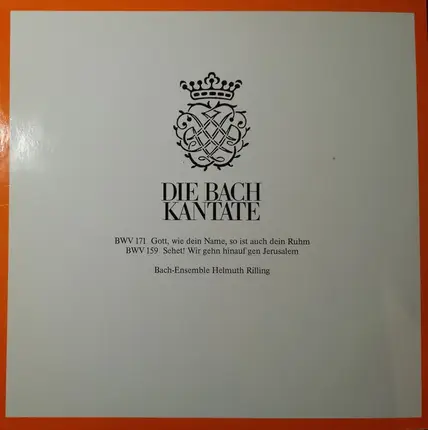 DIE BACH
KANTATE
BWV 171 Gott, wie dein Name, so ist auch dein Ruhm
BWV 159 Sehet! Wir gehn hinauf gen Jerusalem
Bach-Ensemble Helmuth Rilling